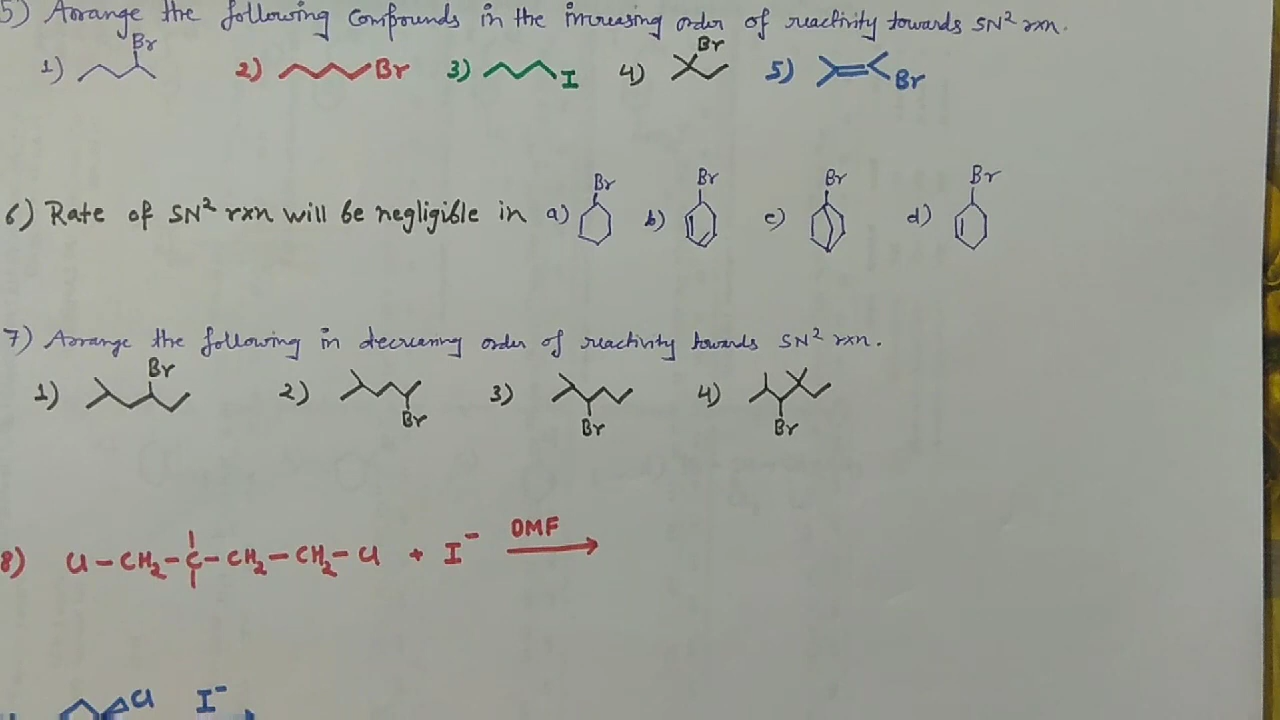 5) Arrange the following Compounds in the increasing order of reactivity towards SN² rxn.
1) Br 2) Br 3) I 4) Br 5) Br
6) Rate of SN² rxn will be negligible in a) Br b) Br c) Br d) Br
7) Arrange the following in decreasing order of reactivity towards SN² rxn.
1) Br 2) Br 3) Br 4) Br
8) Cl-CH₂-C-CH₂-CH₂-Cl + I⁻ DMF
Cl I⁻